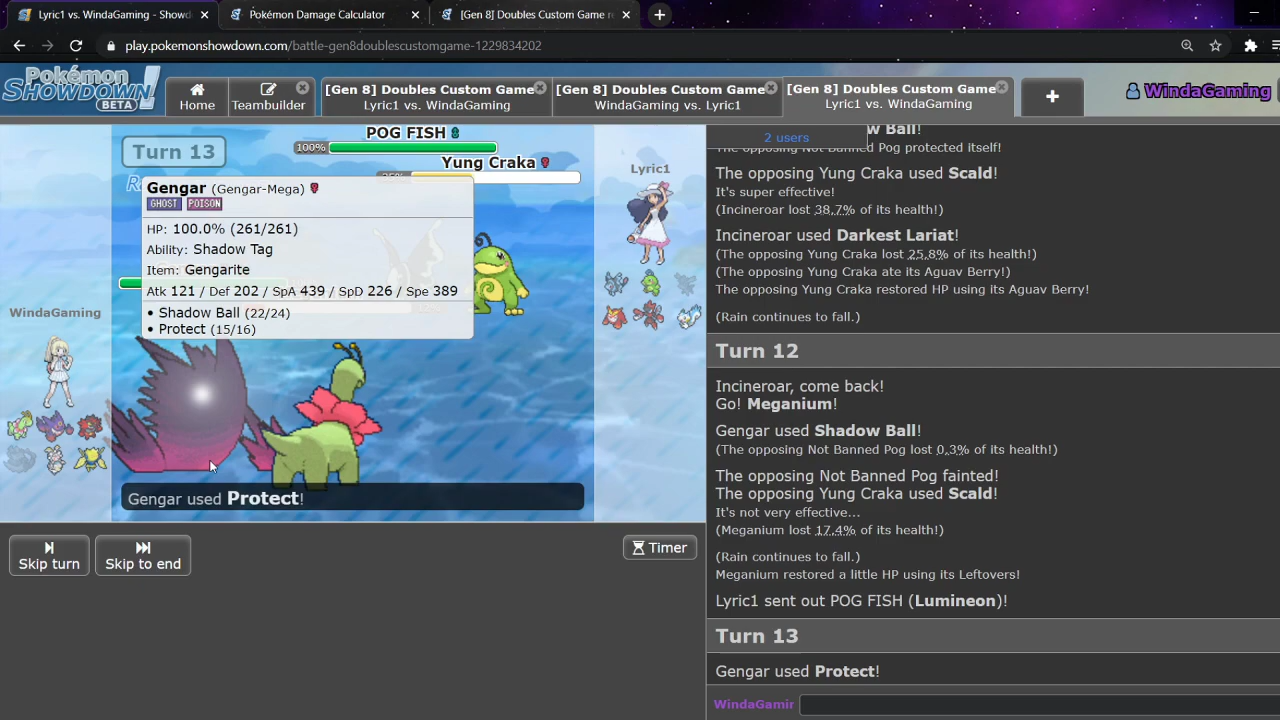 Lyric1 vs. WindaGaming - Showd
Pokémon Damage Calculator
[Gen 8] Doubles Custom Game r
play.pokemonshowdown.com/battle-gen8doublescustomgame-1229834202
Pokémon
SHOWDOWN!
BETA
Home
Teambuilder
[Gen 8] Doubles Custom Game
Lyric1 vs. WindaGaming
[Gen 8] Doubles Custom Game
WindaGaming vs. Lyric1
[Gen 8] Doubles Custom Game
Lyric1 vs. WindaGaming
WindaGaming
Turn 13
POG FISH
100%
Yung Craka
Gengar (Gengar-Mega)
GHOST POISON
HP: 100.0% (261/261)
Ability: Shadow Tag
Item: Gengarite
Atk 121 / Def 202 / SpA 439 / SpD 226 / Spe 389
• Shadow Ball (22/24)
• Protect (15/16)
WindaGaming
Lyric1
Gengar used Protect!
Skip turn
Skip to end
Timer
2 users
w Ball!
The opposing Not Banned Pog protected itself!
The opposing Yung Craka used Scald!
It's super effective!
(Incineroar lost 38.7% of its health!)
Incineroar used Darkest Lariat!
(The opposing Yung Craka lost 25.8% of its health!)
(The opposing Yung Craka ate its Aguav Berry!)
The opposing Yung Craka restored HP using its Aguav Berry!
(Rain continues to fall.)
Turn 12
Incineroar, come back!
Go! Meganium!
Gengar used Shadow Ball!
(The opposing Not Banned Pog lost 0.3% of its health!)
The opposing Not Banned Pog fainted!
The opposing Yung Craka used Scald!
It's not very effective...
(Meganium lost 17.4% of its health!)
(Rain continues to fall.)
Meganium restored a little HP using its Leftovers!
Lyric1 sent out POG FISH (Lumineon)!
Turn 13
Gengar used Protect!
WindaGamir